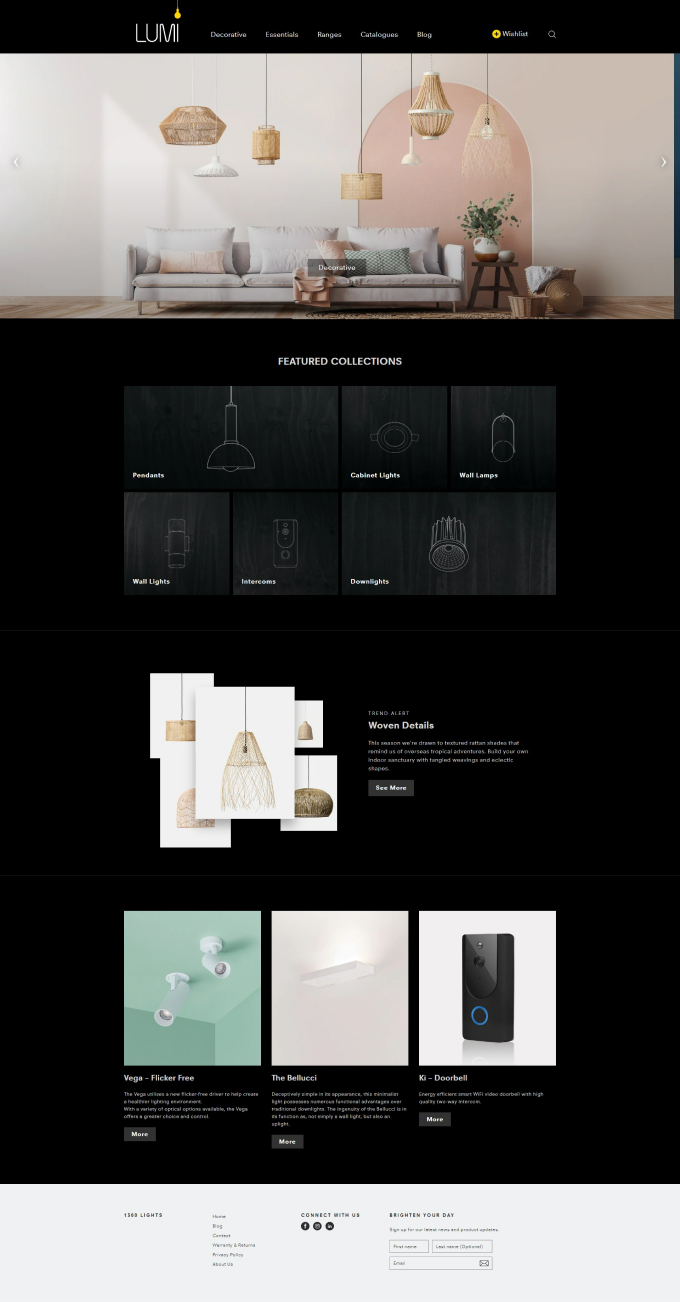 LUMI
Decorative Essentials Ranges Catalogues Blog
Wishlist
Decorative
FEATURED COLLECTIONS
Pendants
Cabinet Lights
Wall Lamps
Wall Lights
Intercoms
Downlights
TREND ALERT
Woven Details
This season we're drawn to textured rattan shades that
remind us of overseas tropical adventures. Build your own
indoor sanctuary with tangled weavings and eclectic
shapes.
See More
Vega – Flicker Free
The Vega utilises a new flicker-free driver to help create
a healthier lighting environment.
With a variety of optical options available, the Vega
offers a greater choice and control.
More
The Bellucci
Deceptively simple in its appearance, this minimalist
light possesses numerous functional advantages over
traditional downlights. The ingenuity of the Bellucci is in
its function as, not simply a wall light, but also an
uplight.
More
Ki – Doorbell
Energy efficient smart WiFi video doorbell with high
quality two-way intercom.
More
1300 LIGHTS
Home
Blog
Contact
Warranty & Returns
Privacy Policy
About Us
CONNECT WITH US
BRIGHTEN YOUR DAY
Sign up for our latest news and product updates.
First name
Last name (Optional)
Email